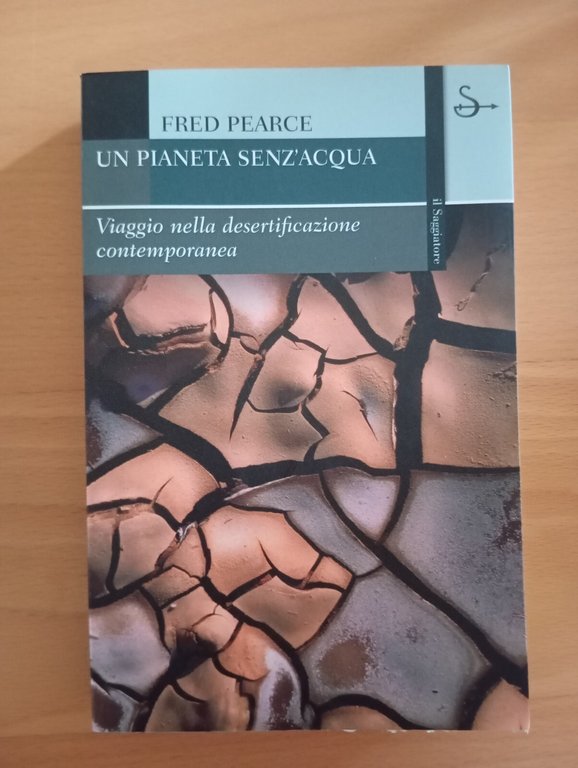 FRED PEARCE
UN PIANETA SENZ'ACQUA
Viaggio nella desertificazione
contemporanea
il Saggiatore